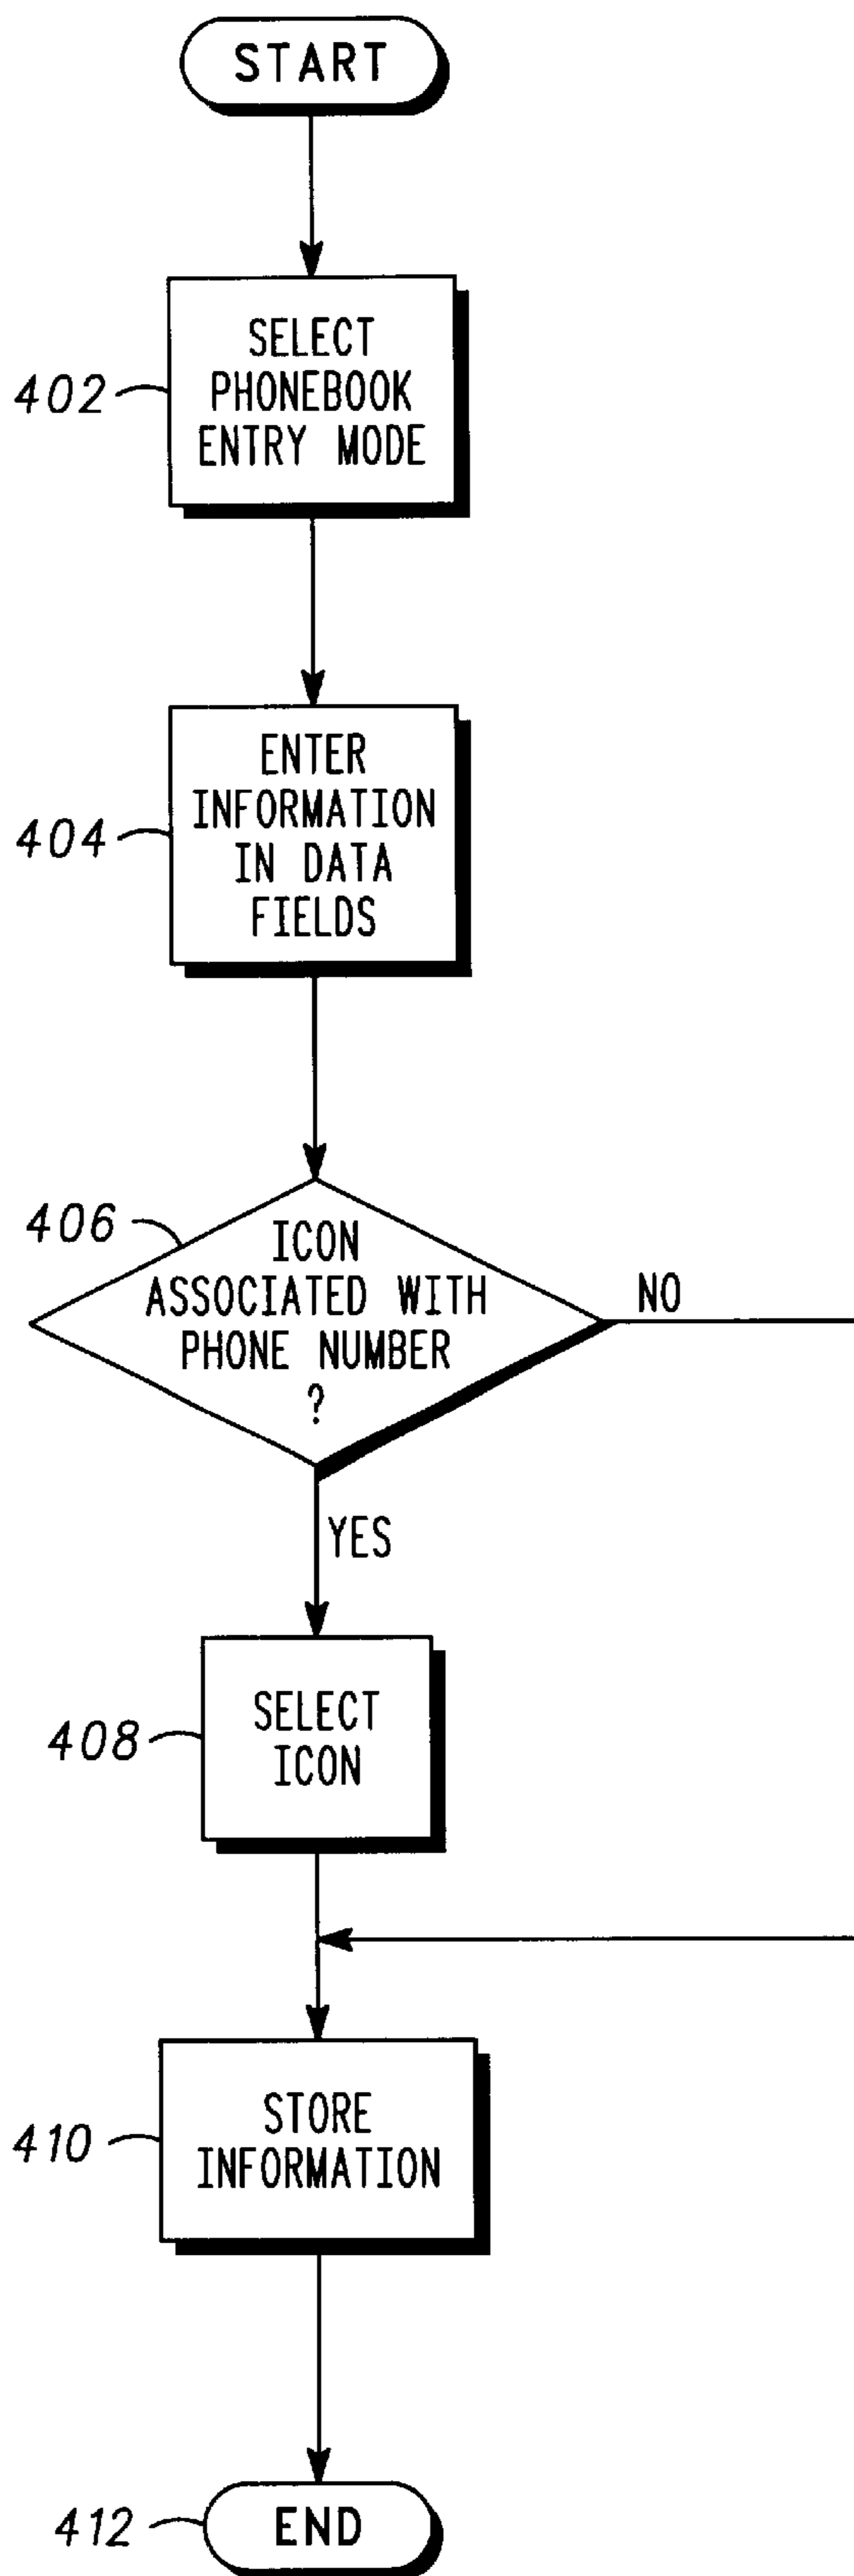 START
402
SELECT
PHONEBOOK
ENTRY MODE
404
ENTER
INFORMATION
IN DATA
FIELDS
406
ICON
ASSOCIATED WITH
PHONE NUMBER
?
NO
YES
408
SELECT
ICON
410
STORE
INFORMATION
412
END